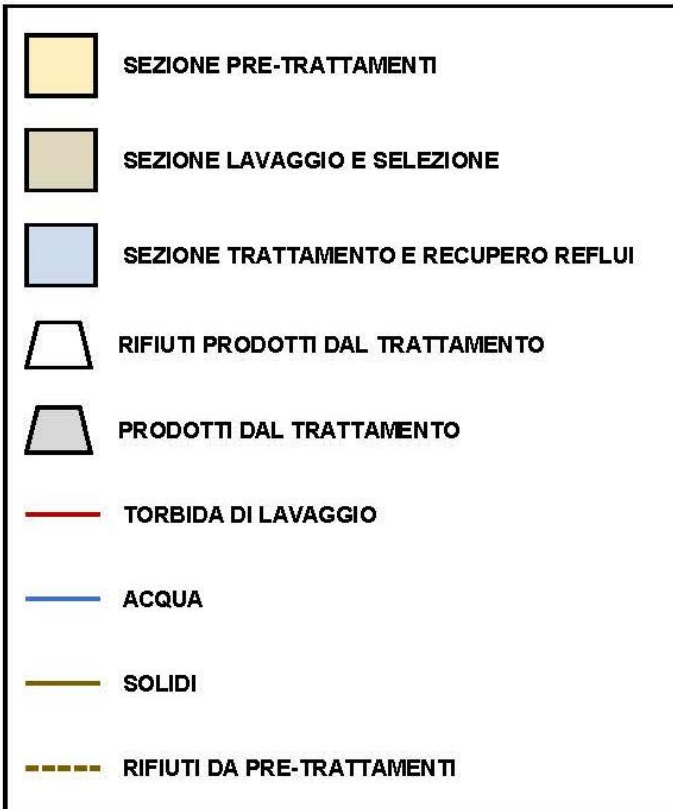 SEZIONE PRE-TRATTAMENTI
SEZIONE LAVAGGIO E SELEZIONE
SEZIONE TRATTAMENTO E RECUPERO REFLUI
RIFIUTI PRODOTTI DAL TRATTAMENTO
PRODOTTI DAL TRATTAMENTO
TORBIDA DI LAVAGGIO
ACQUA
SOLIDI
RIFIUTI DA PRE-TRATTAMENTI